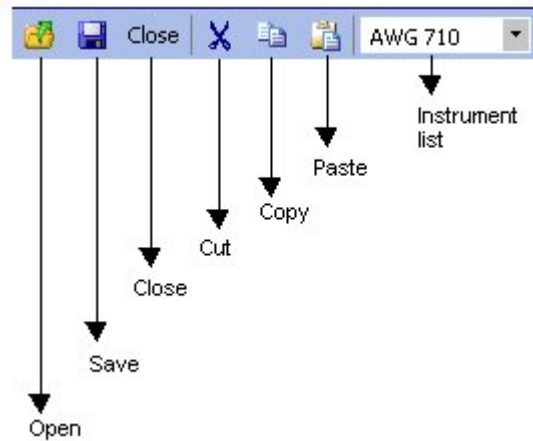 Close
AWG 710
Instrument
list
Paste
Copy
Cut
Close
Save
Open